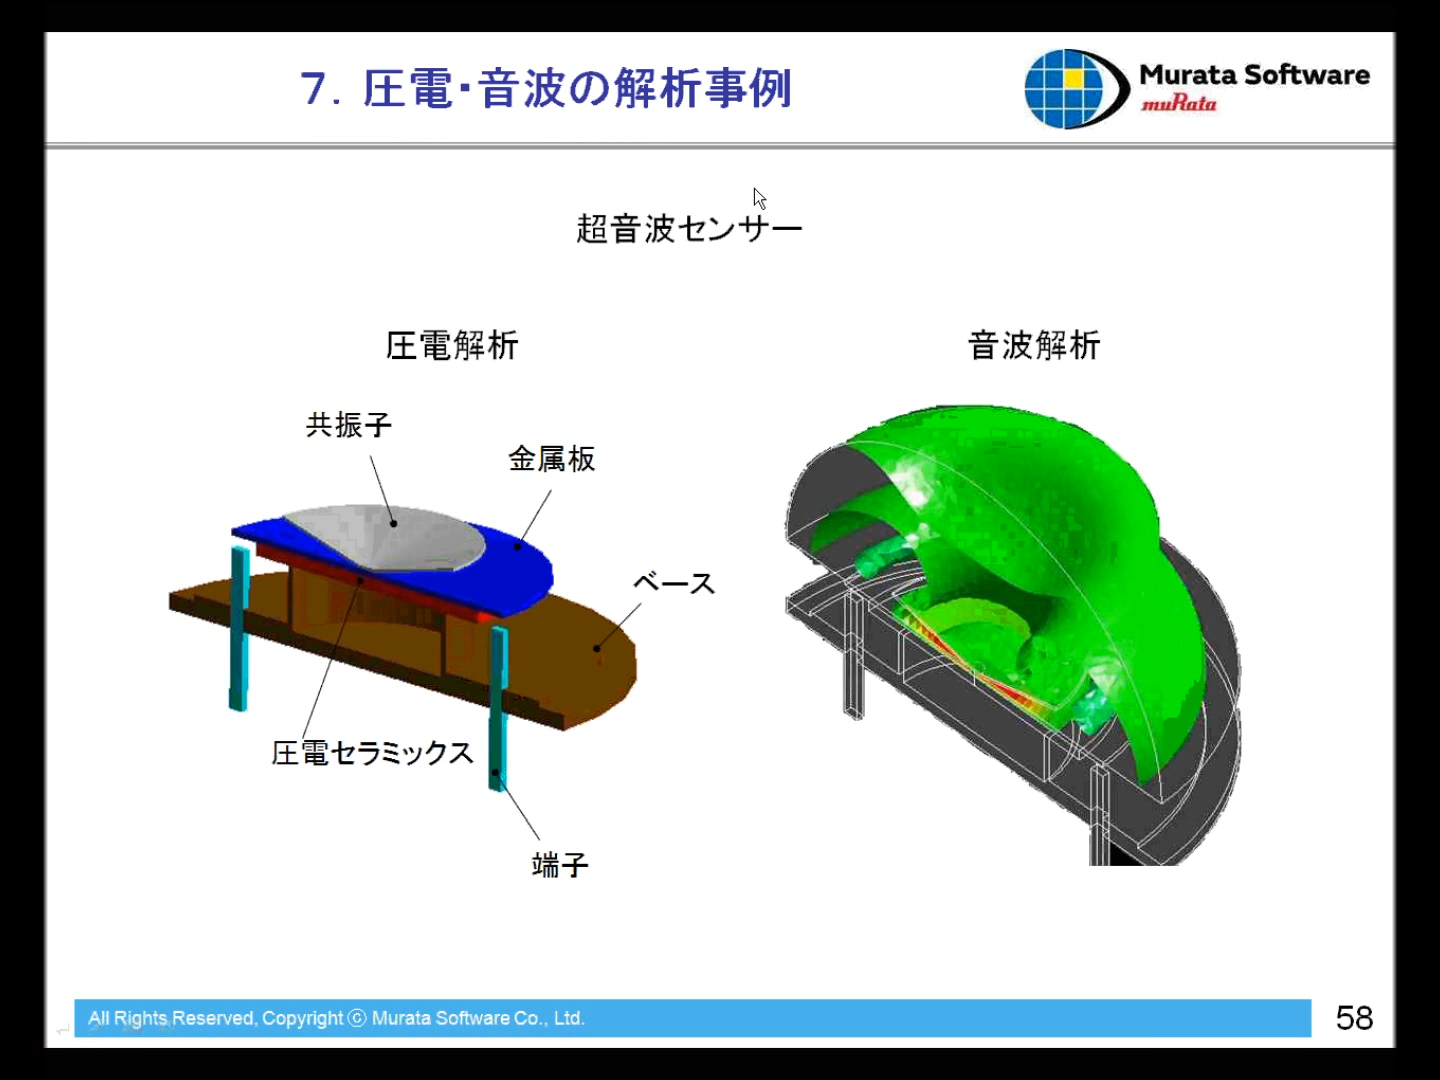 7. 圧電・音波の解析事例
Murata Software
muRata
超音波センサー
圧電解析
音波解析
共振子
金属板
ベース
圧電セラミックス
端子
All Rights Reserved, Copyright ⓒ Murata Software Co., Ltd.
58